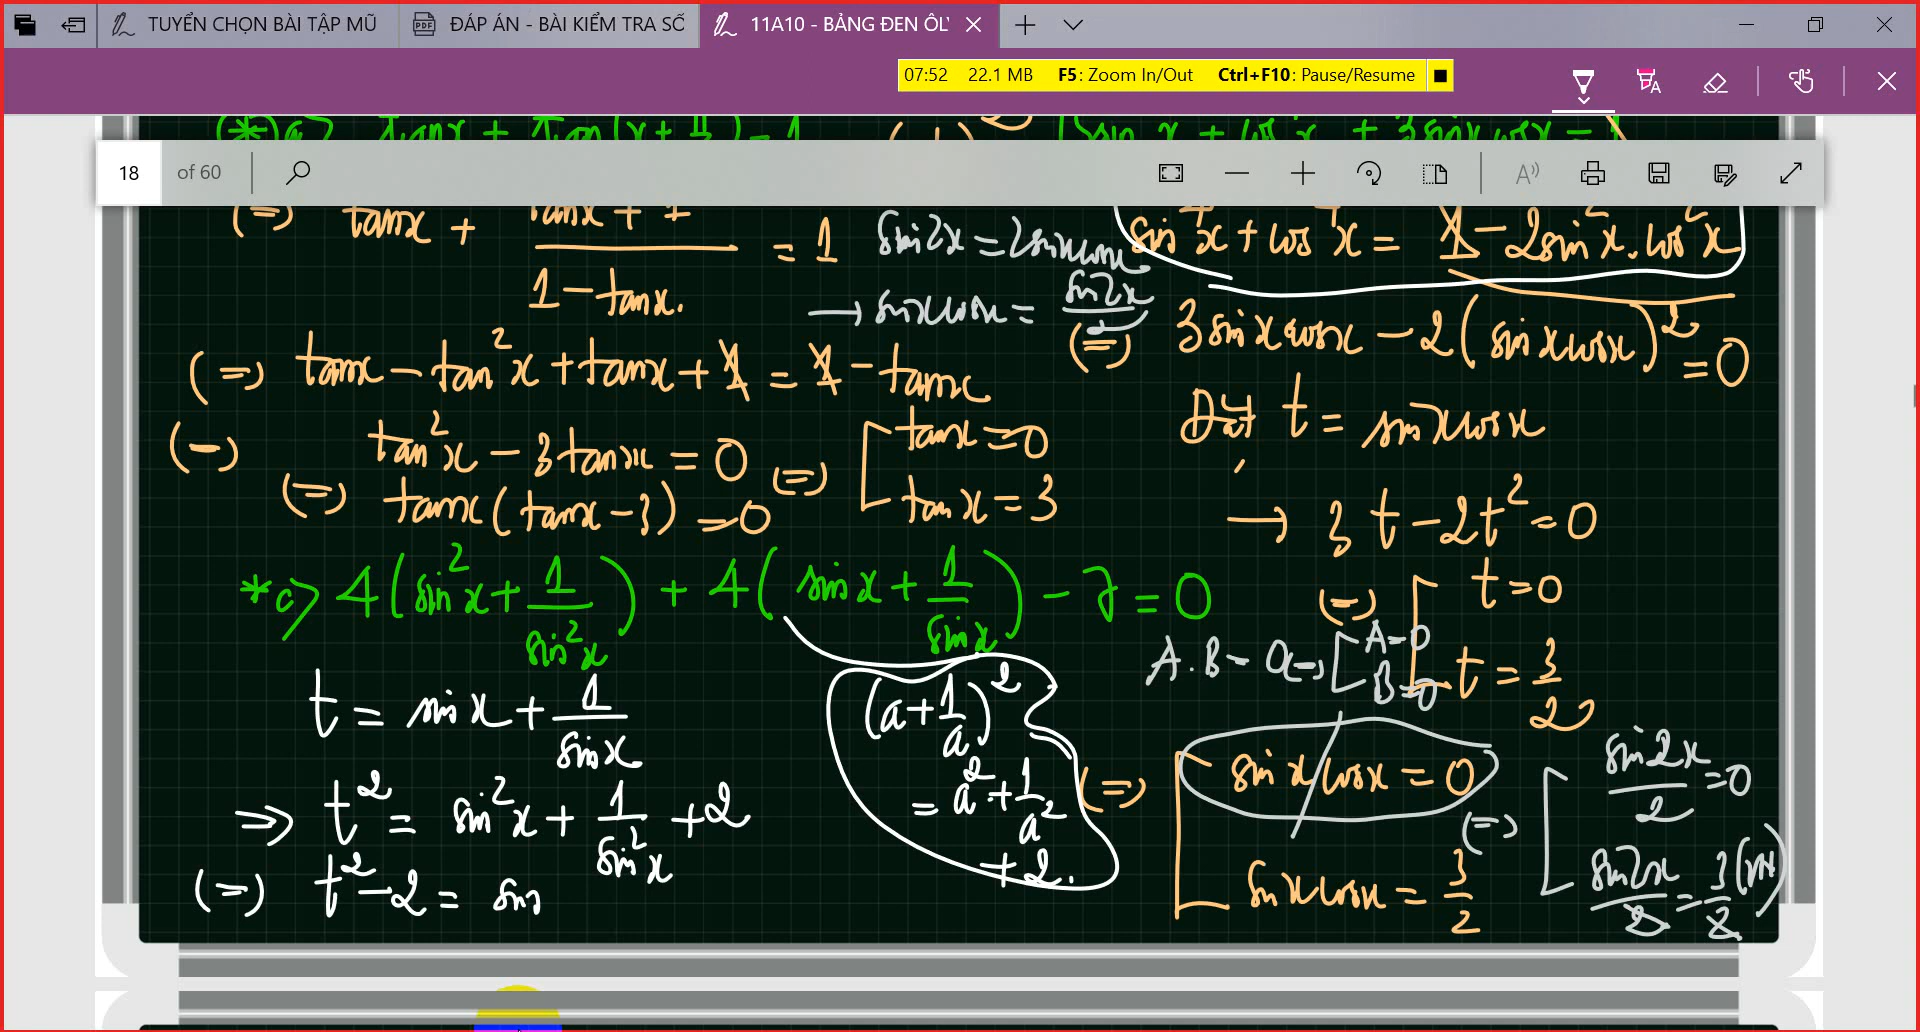 TUYỂN CHỌN BÀI TẬP MŨ
ĐÁP ÁN - BÀI KIỂM TRA SỐ
11A10 - BẢNG ĐEN ÔLY
07:52 22.1 MB F5: Zoom In/Out Ctrl+F10: Pause/Resume
18 of 60
(=) tanx + (tanx + 1)/(1 - tanx.) = 1
(=) tanx - tan²x + tanx + 1 = 1 - tanx
(=) tan²x - 3tanx = 0
(=) tanx(tanx - 3) = 0 (=) [ tanx = 0
tanx = 3
* c> 4(sin²x + 1/sin²x) + 4(sinx + 1/sinx) - 7 = 0
t = sinx + 1/sinx
=> t² = sin²x + 1/sin²x + 2
(=) t² - 2 = sin
(a + 1/a)²
= a² + 1/a²
+ 2.
sin2x = 2sinxcosx
→ sinxcosx = sin2x/2
sin⁴x + cos⁴x = 1 - 2sin²x.cos²x
(=) 3sinxcosx - 2(sinxcosx)² = 0
Đặt t = sinxcosx
→ 3t - 2t² = 0
(=) [ t = 0
t = 3/2
A.B = 0 => [ A = 0
B = 0
(=) [ sinxcosx = 0
sinxcosx = 3/2
(=) [ sin2x/2 = 0
sin2x/2 = 3/2 (VN)